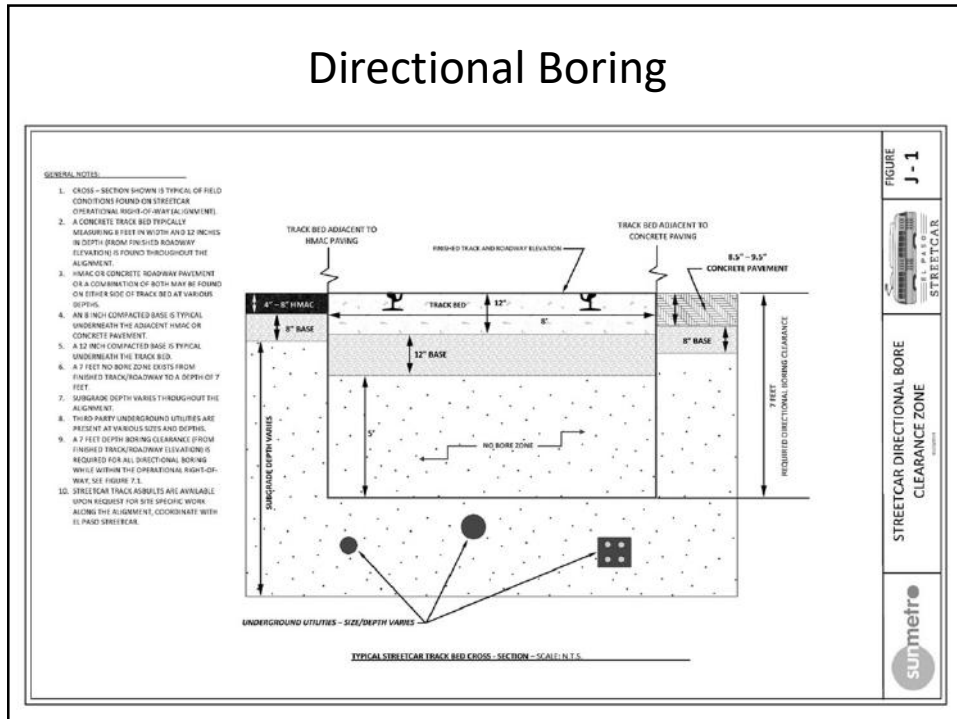 Directional Boring
GENERAL NOTES:
1. CROSS – SECTION SHOWN IS TYPICAL OF FIELD
CONDITIONS FOUND ON STREETCAR
OPERATIONAL RIGHT-OF-WAY (ALIGNMENT).
2. A CONCRETE TRACK BED TYPICALLY
MEASURING 8 FEET IN WIDTH AND 12 INCHES
IN DEPTH (FROM FINISHED ROADWAY
ELEVATION) IS FOUND THROUGHOUT THE
ALIGNMENT.
3. HMAC OR CONCRETE ROADWAY PAVEMENT
OR A COMBINATION OF BOTH MAY BE FOUND
ON EITHER SIDE OF TRACK BED AT VARIOUS
DEPTHS.
4. AN 8 INCH COMPACTED BASE IS TYPICAL
UNDERNEATH THE ADJACENT HMAC OR
CONCRETE PAVEMENT.
5. A 12 INCH COMPACTED BASE IS TYPICAL
UNDERNEATH THE TRACK BED.
6. A 7 FEET NO BORE ZONE EXISTS FROM
FINISHED TRACK/ROADWAY TO A DEPTH OF 7
FEET.
7. SUBGRADE DEPTH VARIES THROUGHOUT THE
ALIGNMENT.
8. THIRD PARTY UNDERGROUND UTILITIES ARE
PRESENT AT VARIOUS SIZES AND DEPTHS.
9. A 7 FEET DEPTH BORING CLEARANCE (FROM
FINISHED TRACK/ROADWAY ELEVATION) IS
REQUIRED FOR ALL DIRECTIONAL BORING
WHILE WITHIN THE OPERATIONAL RIGHT-OF-
WAY, SEE FIGURE 7.1.
10. STREETCAR TRACK ASBUILTS ARE AVAILABLE
UPON REQUEST FOR SITE SPECIFIC WORK
ALONG THE ALIGNMENT, COORDINATE WITH
EL PASO STREETCAR.
TRACK BED ADJACENT TO
HMAC PAVING
FINISHED TRACK AND ROADWAY ELEVATION
TRACK BED ADJACENT TO
CONCRETE PAVING
8.5" – 9.5"
CONCRETE PAVEMENT
4" – 8" HMAC
TRACK BED
12"
8'
8" BASE
12" BASE
8" BASE
5'
NO BORE ZONE
SUBGRADE DEPTH VARIES
7 FEET
REQUIRED DIRECTIONAL BORING CLEARANCE
UNDERGROUND UTILITIES – SIZE/DEPTH VARIES
TYPICAL STREETCAR TRACK BED CROSS - SECTION – SCALE: N.T.S.
FIGURE
J - 1
EL PASO
STREETCAR
STREETCAR DIRECTIONAL BORE
CLEARANCE ZONE
sunmetro